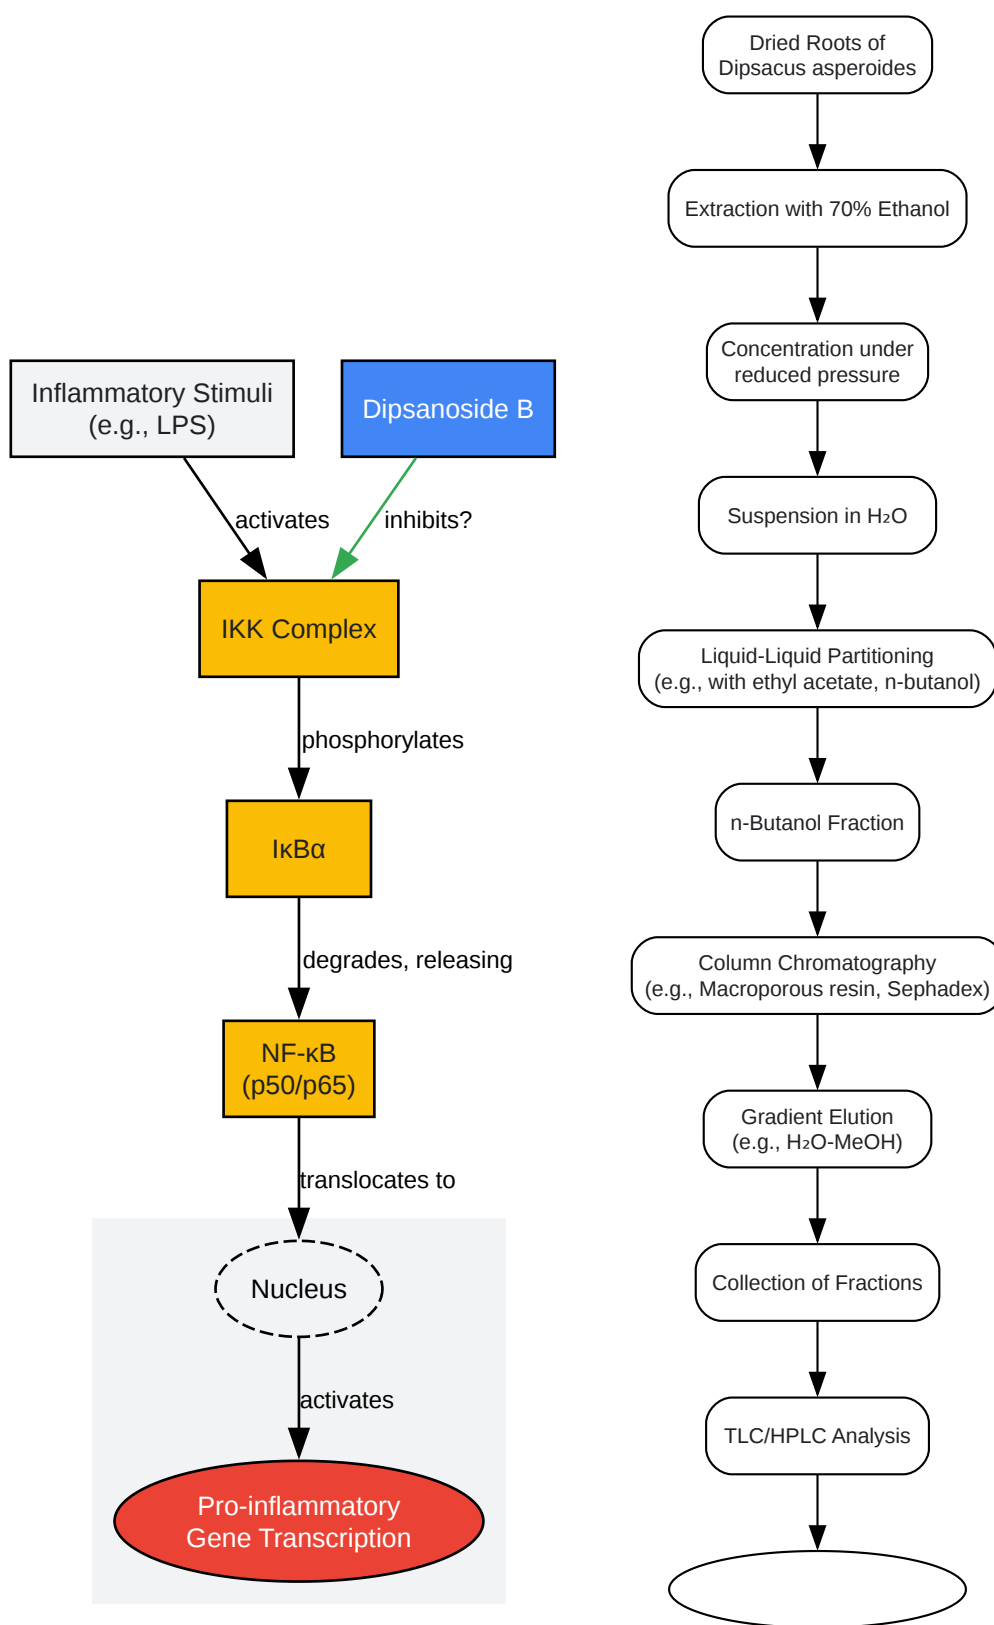 Inflammatory Stimuli
(e.g., LPS)
Dipsanoside B
activates
inhibits?
IKK Complex
phosphorylates
IκBα
degrades, releasing
NF-κB
(p50/p65)
translocates to
Nucleus
activates
Pro-inflammatory
Gene Transcription
Dried Roots of
Dipsacus asperoides
Extraction with 70% Ethanol
Concentration under
reduced pressure
Suspension in H₂O
Liquid-Liquid Partitioning
(e.g., with ethyl acetate, n-butanol)
n-Butanol Fraction
Column Chromatography
(e.g., Macroporous resin, Sephadex)
Gradient Elution
(e.g., H₂O-MeOH)
Collection of Fractions
TLC/HPLC Analysis